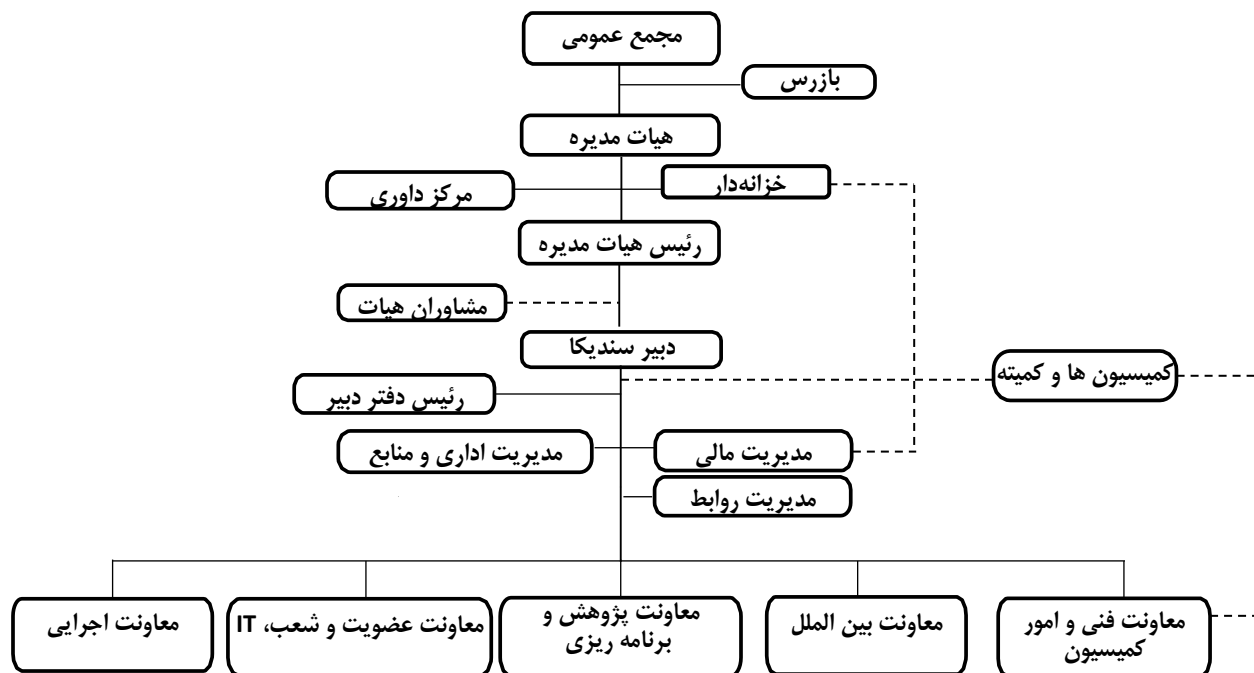 مجمع عمومی
بازرس
هیات مدیره
خزانه‌دار
مرکز داوری
رئیس هیات مدیره
مشاوران هیات
دبیر سندیکا
کمیسیون ها و کمیته
رئیس دفتر دبیر
مدیریت مالی
مدیریت اداری و منابع
مدیریت روابط
معاونت فنی و امور
کمیسیون
معاونت بین الملل
معاونت پژوهش و
برنامه ریزی
معاونت عضویت و شعب، IT
معاونت اجرایی